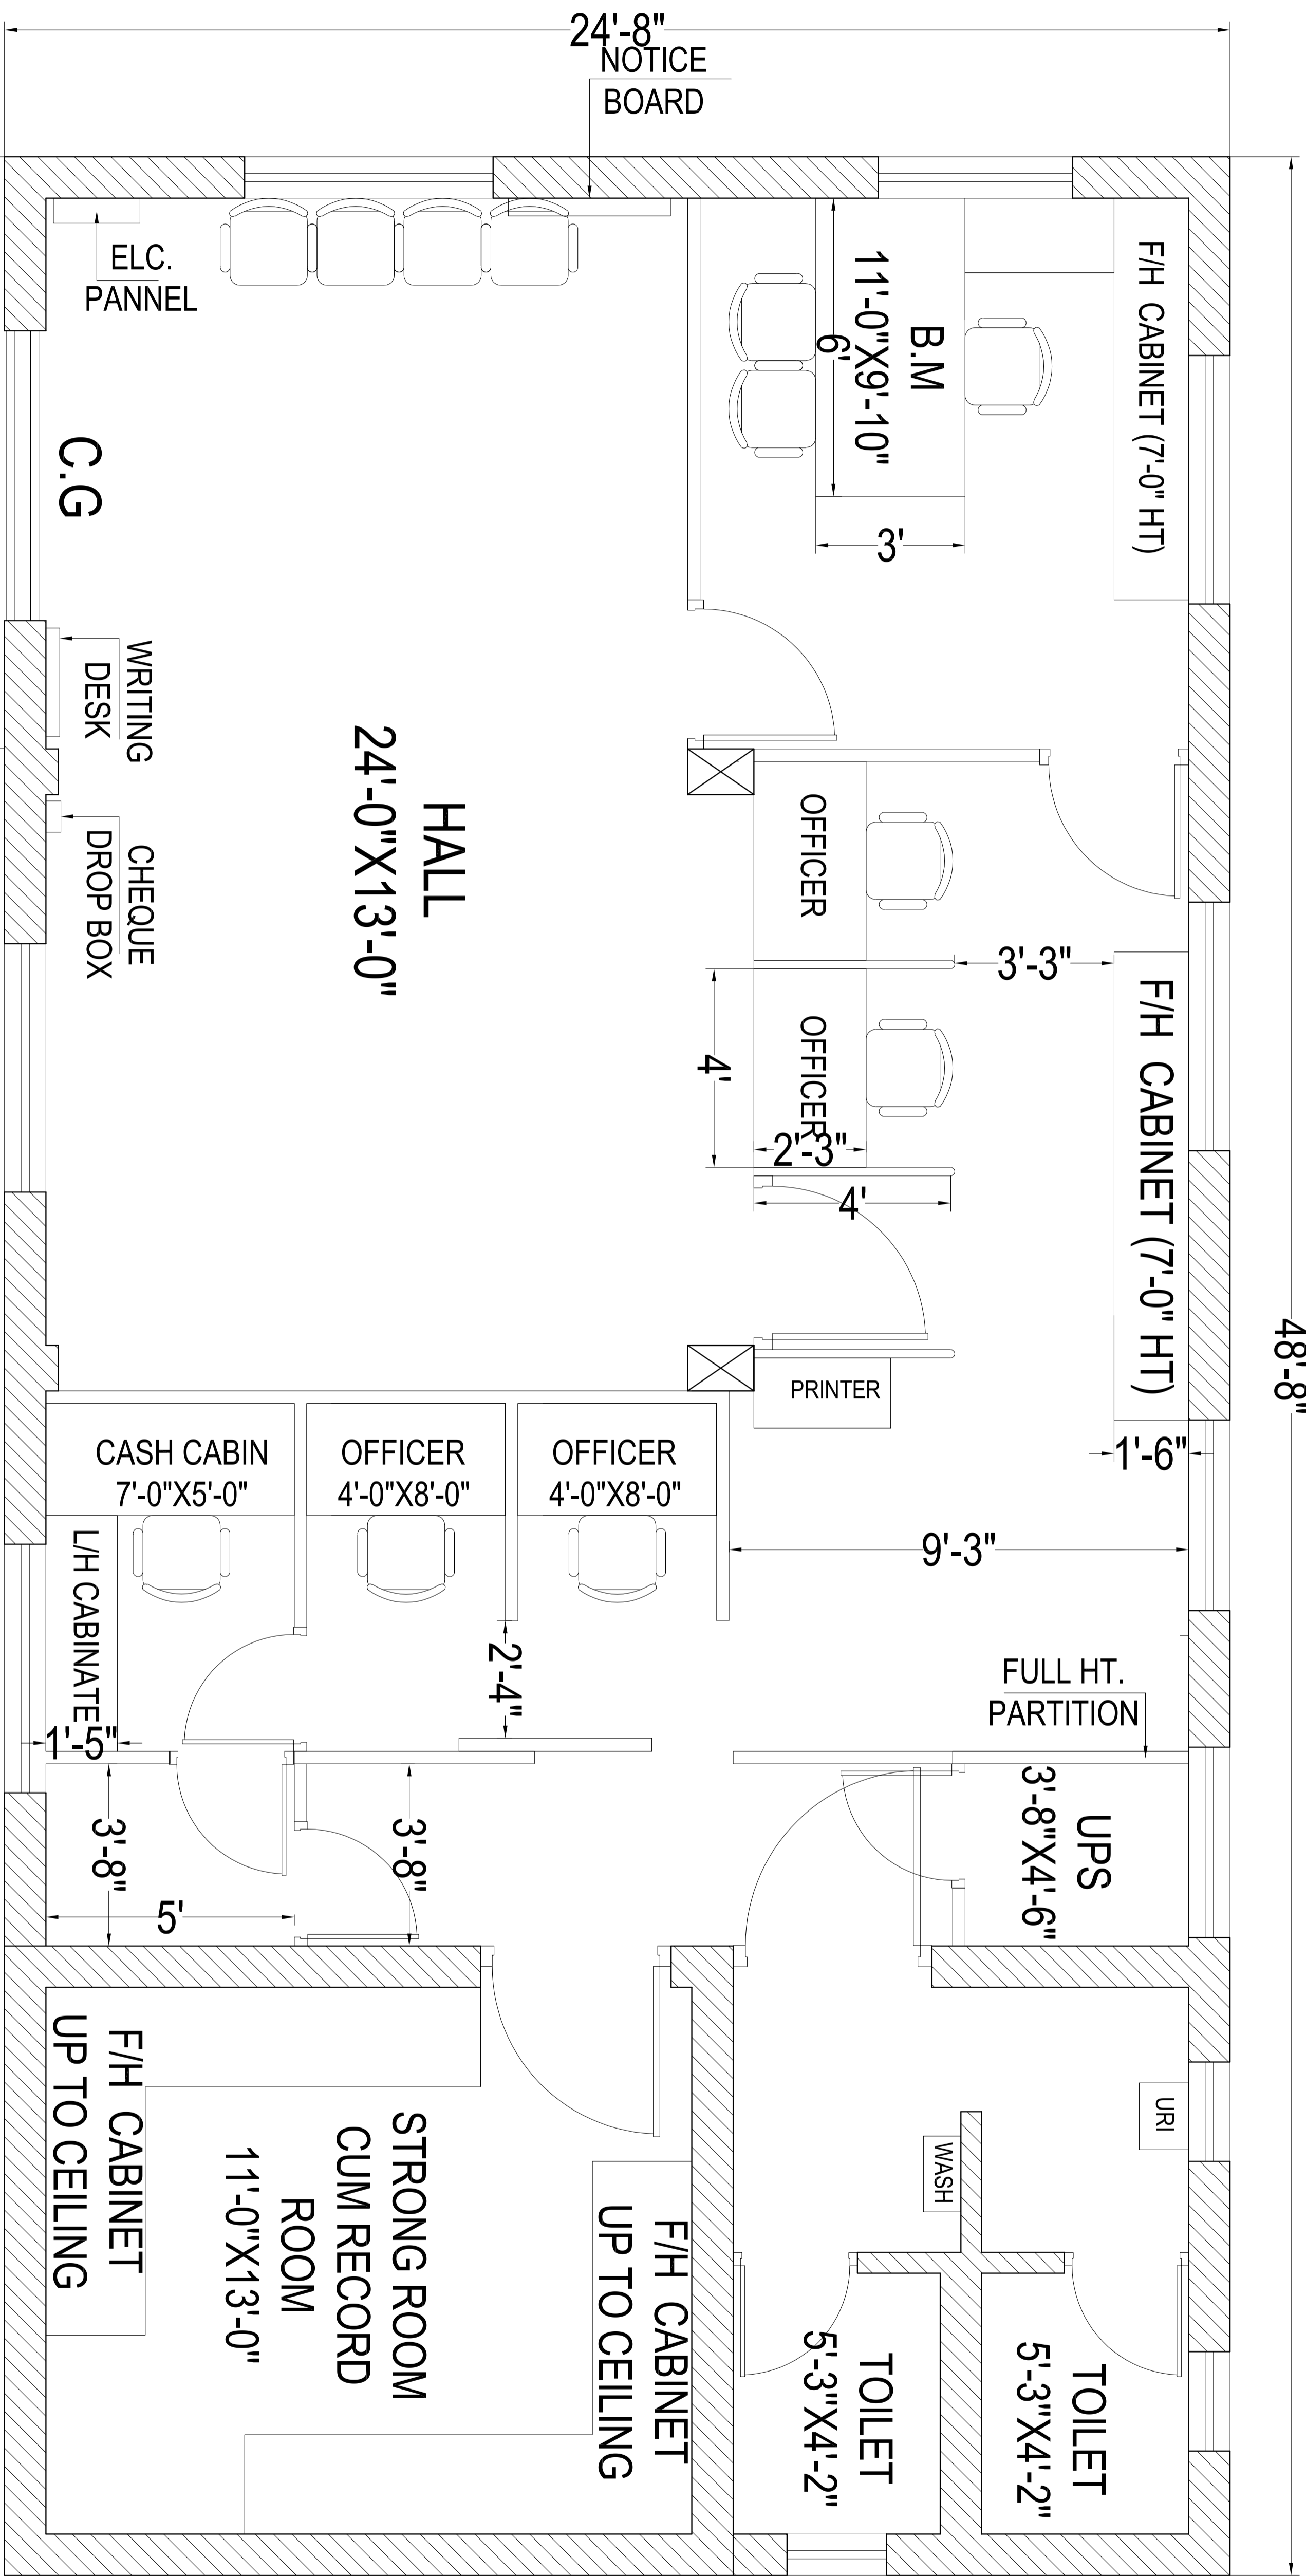 24'-8"
NOTICE
BOARD
48'-8"
ELC.
PANNEL
F/H CABINET (7'-0" HT)
B.M
11'-0"X9'-10"
6'
3'
C.G
WRITING
DESK
CHEQUE
DROP BOX
HALL
24'-0"X13'-0"
OFFICER
3'-3"
OFFICER
4'
2'-3"
4'
F/H CABINET (7'-0" HT)
1'-6"
PRINTER
CASH CABIN
7'-0"X5'-0"
OFFICER
4'-0"X8'-0"
OFFICER
4'-0"X8'-0"
9'-3"
L/H CABINATE
1'-5"
2'-4"
FULL HT.
PARTITION
3'-8"
5'
3'-8"
UPS
3'-8"X4'-6"
F/H CABINET
UP TO CEILING
STRONG ROOM
CUM RECORD
ROOM
11'-0"X13'-0"
F/H CABINET
UP TO CEILING
WASH
URI
TOILET
5'-3"X4'-2"
TOILET
5'-3"X4'-2"